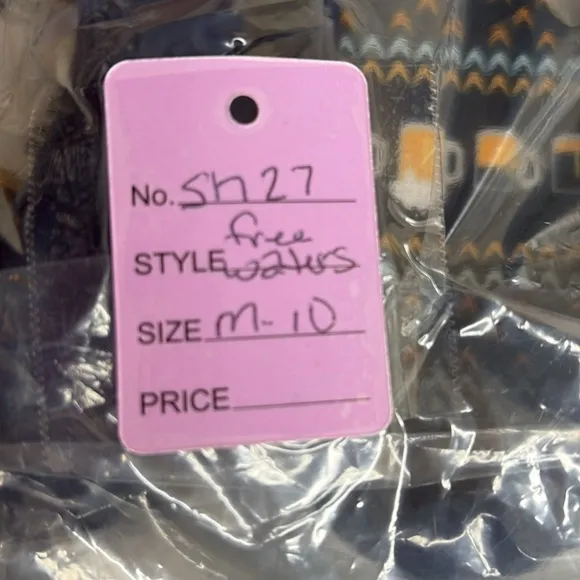 No. Sh27
free
STYLE waters
SIZE M-10
PRICE